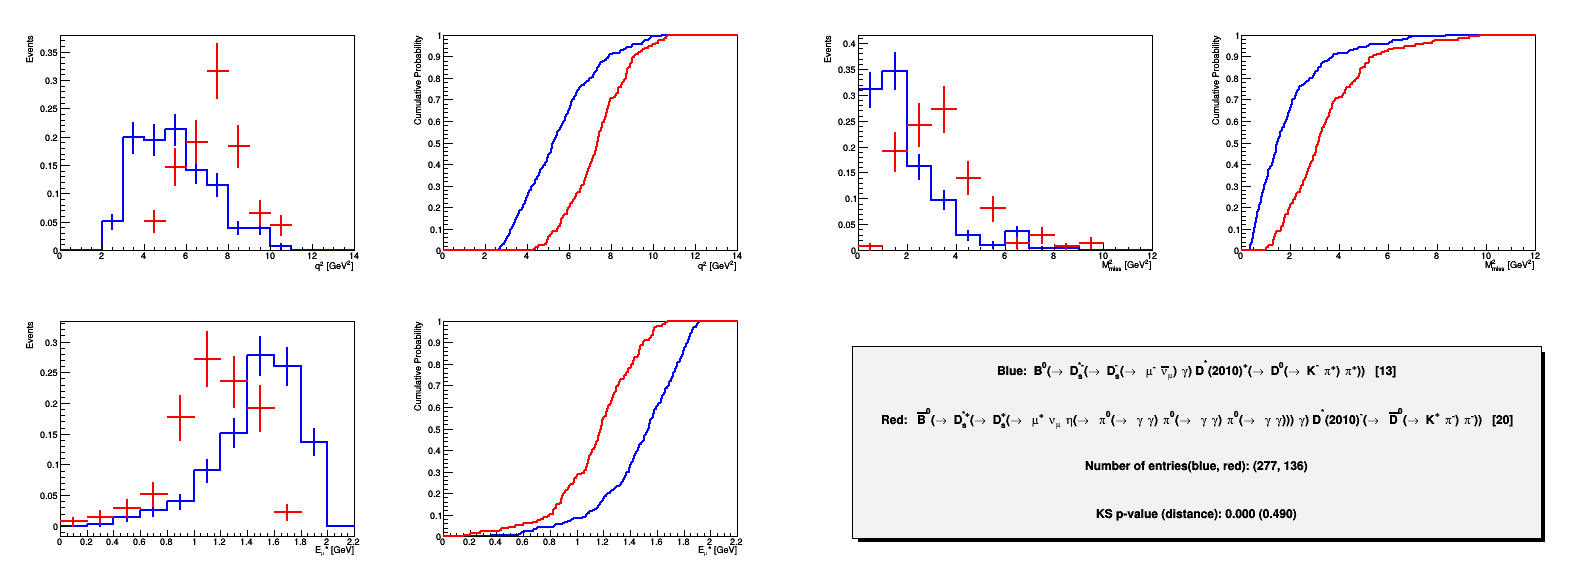 Events
0.35
0.3
0.25
0.2
0.15
0.1
0.05
0
0 2 4 6 8 10 12 14
q² [GeV²]
Cumulative Probability
1
0.9
0.8
0.7
0.6
0.5
0.4
0.3
0.2
0.1
0
0 2 4 6 8 10 12 14
q² [GeV²]
Events
0.4
0.35
0.3
0.25
0.2
0.15
0.1
0.05
0
0 2 4 6 8 10 12
M²miss [GeV²]
Cumulative Probability
1
0.9
0.8
0.7
0.6
0.5
0.4
0.3
0.2
0.1
0
0 2 4 6 8 10 12
M²miss [GeV²]
Events
0.3
0.25
0.2
0.15
0.1
0.05
0
0 0.2 0.4 0.6 0.8 1 1.2 1.4 1.6 1.8 2 2.2
Eμ* [GeV]
Cumulative Probability
1
0.9
0.8
0.7
0.6
0.5
0.4
0.3
0.2
0.1
0
0 0.2 0.4 0.6 0.8 1 1.2 1.4 1.6 1.8 2 2.2
Eμ* [GeV]
Blue: B⁰(→ Dₛ*⁻(→ Dₛ⁻(→ μ⁻ ν̅μ) γ) D*(2010)⁺(→ D⁰(→ K⁻ π⁺) π⁺)) [13]
Red: B̅⁰(→ Dₛ*⁺(→ Dₛ⁺(→ μ⁺ νμ η(→ π⁰(→ γ γ) π⁰(→ γ γ) π⁰(→ γ γ))) γ) D*(2010)⁻(→ D̅⁰(→ K⁺ π⁻) π⁻)) [20]
Number of entries(blue, red): (277, 136)
KS p-value (distance): 0.000 (0.490)